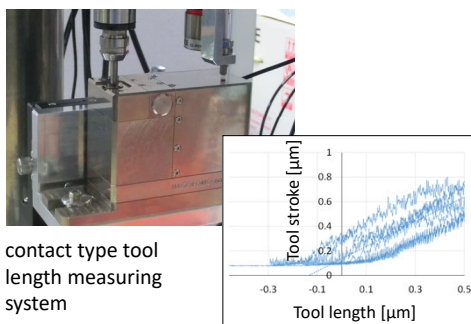 contact type tool
length measuring
system
Tool stroke [μm]
1
0.8
0.6
0.4
0.2
0
-0.3
-0.1
0.1
0.3
0.5
Tool length [μm]